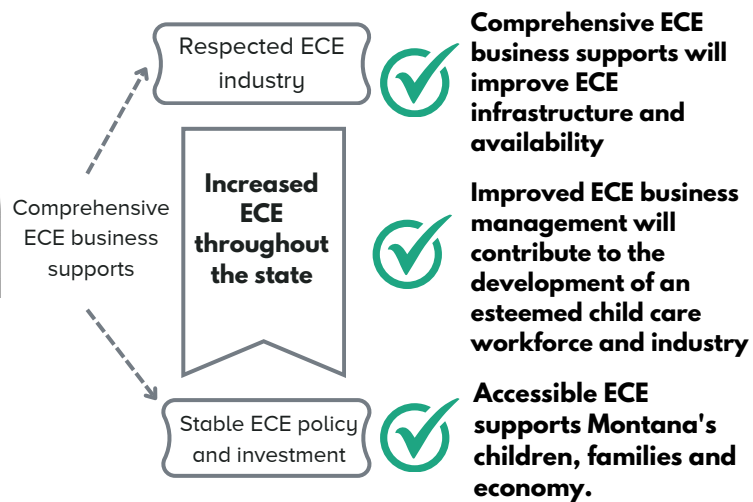 Respected ECE
industry
Comprehensive ECE
business supports will
improve ECE
infrastructure and
availability
Comprehensive
ECE business
supports
Increased
ECE
throughout
the state
Improved ECE business
management will
contribute to the
development of an
esteemed child care
workforce and industry
Stable ECE policy
and investment
Accessible ECE
supports Montana's
children, families and
economy.